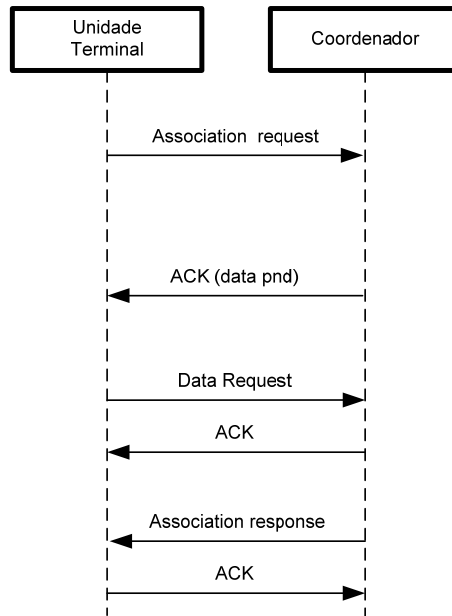 Unidade
Terminal
Coordenador
Association request
ACK (data pnd)
Data Request
ACK
Association response
ACK